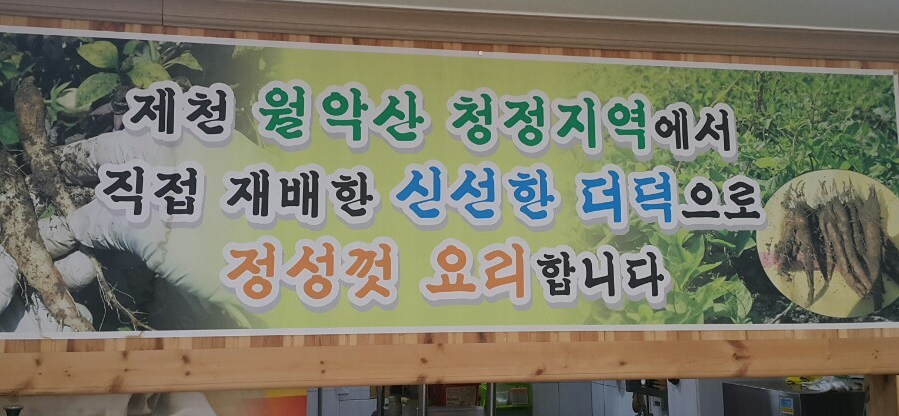 제천 월악산 청정지역에서
직접 재배한 신선한 더덕으로
정성껏 요리합니다